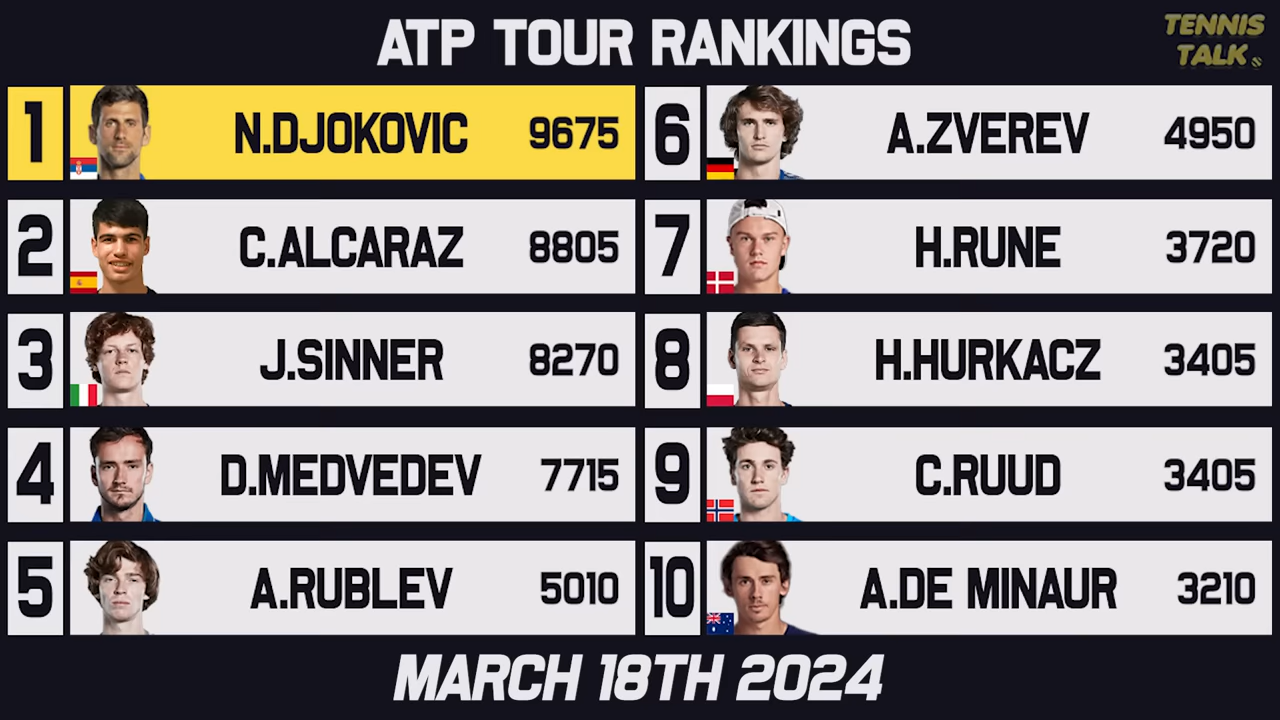 ATP TOUR RANKINGS
TENNIS
TALK
1 N.DJOKOVIC 9675
2 C.ALCARAZ 8805
3 J.SINNER 8270
4 D.MEDVEDEV 7715
5 A.RUBLEV 5010
6 A.ZVEREV 4950
7 H.RUNE 3720
8 H.HURKACZ 3405
9 C.RUUD 3405
10 A.DE MINAUR 3210
MARCH 18TH 2024